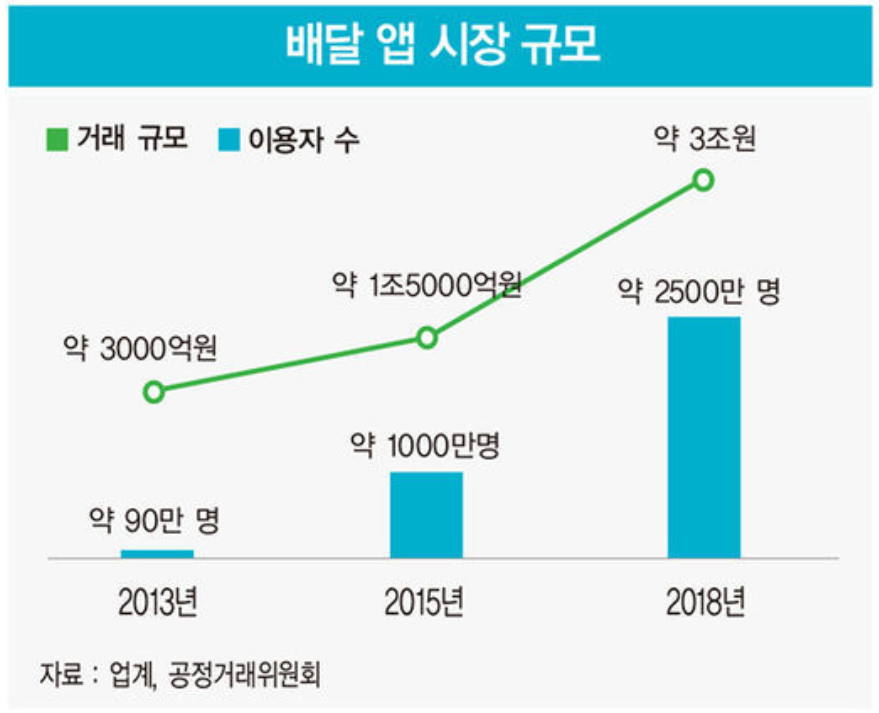 배달 앱 시장 규모
거래 규모 이용자 수
약 3조원
약 1조5000억원
약 2500만 명
약 3000억원
약 1000만명
약 90만 명
2013년 2015년 2018년
자료 : 업계, 공정거래위원회